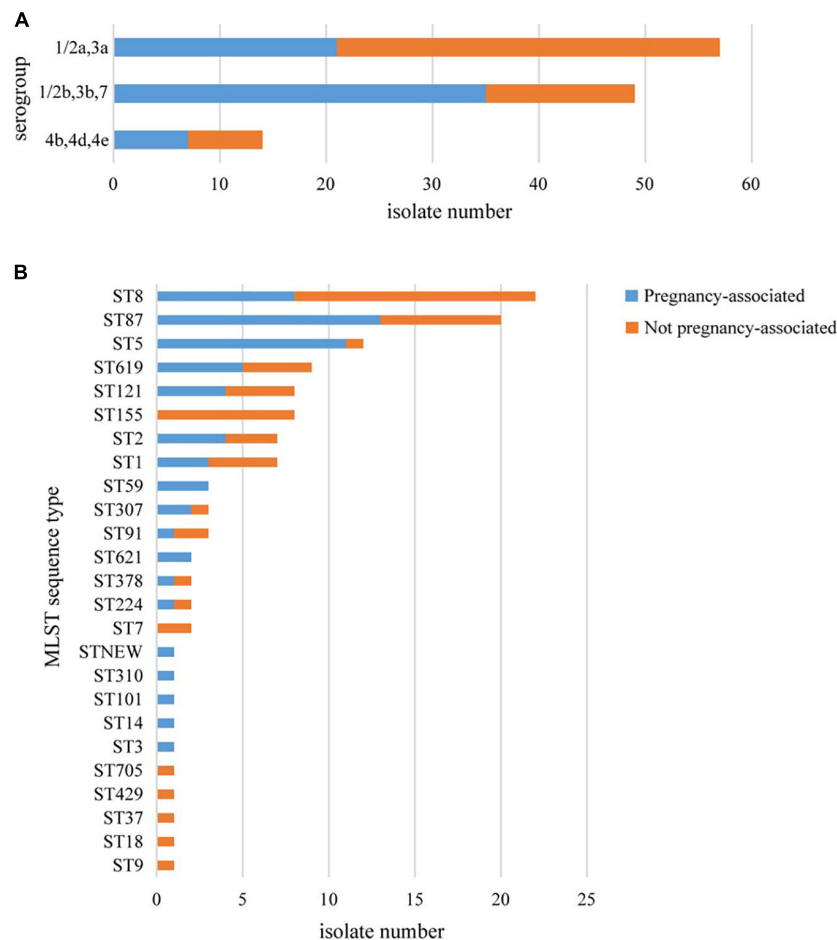 A
serogroup
1/2a,3a
1/2b,3b,7
4b,4d,4e
0 10 20 30 40 50 60
isolate number
B
MLST sequence type
ST8
ST87
ST5
ST619
ST121
ST155
ST2
ST1
ST59
ST307
ST91
ST621
ST378
ST224
ST7
STNEW
ST310
ST101
ST14
ST3
ST705
ST429
ST37
ST18
ST9
0 5 10 15 20 25
isolate number
Pregnancy-associated
Not pregnancy-associated